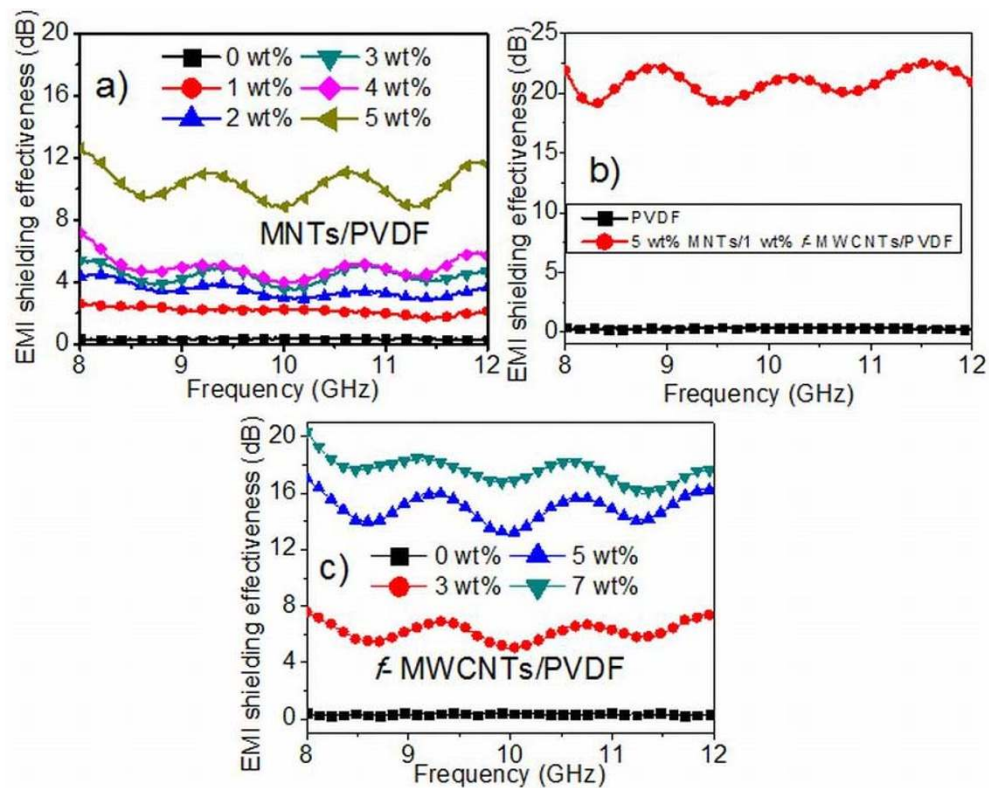 EMI shielding effectiveness (dB)
20
16
12
8
4
0
a)
0 wt%
3 wt%
1 wt%
4 wt%
2 wt%
5 wt%
MNTs/PVDF
8
9
10
11
12
Frequency (GHz)
EMI shielding effectiveness (dB)
25
20
15
10
5
0
b)
PVDF
5 wt% MNTs/1 wt% f-MWCNTs/PVDF
8
9
10
11
12
Frequency (GHz)
EMI shielding effectiveness (dB)
20
16
12
8
4
0
c)
0 wt%
5 wt%
3 wt%
7 wt%
f- MWCNTs/PVDF
8
9
10
11
12
Frequency (GHz)